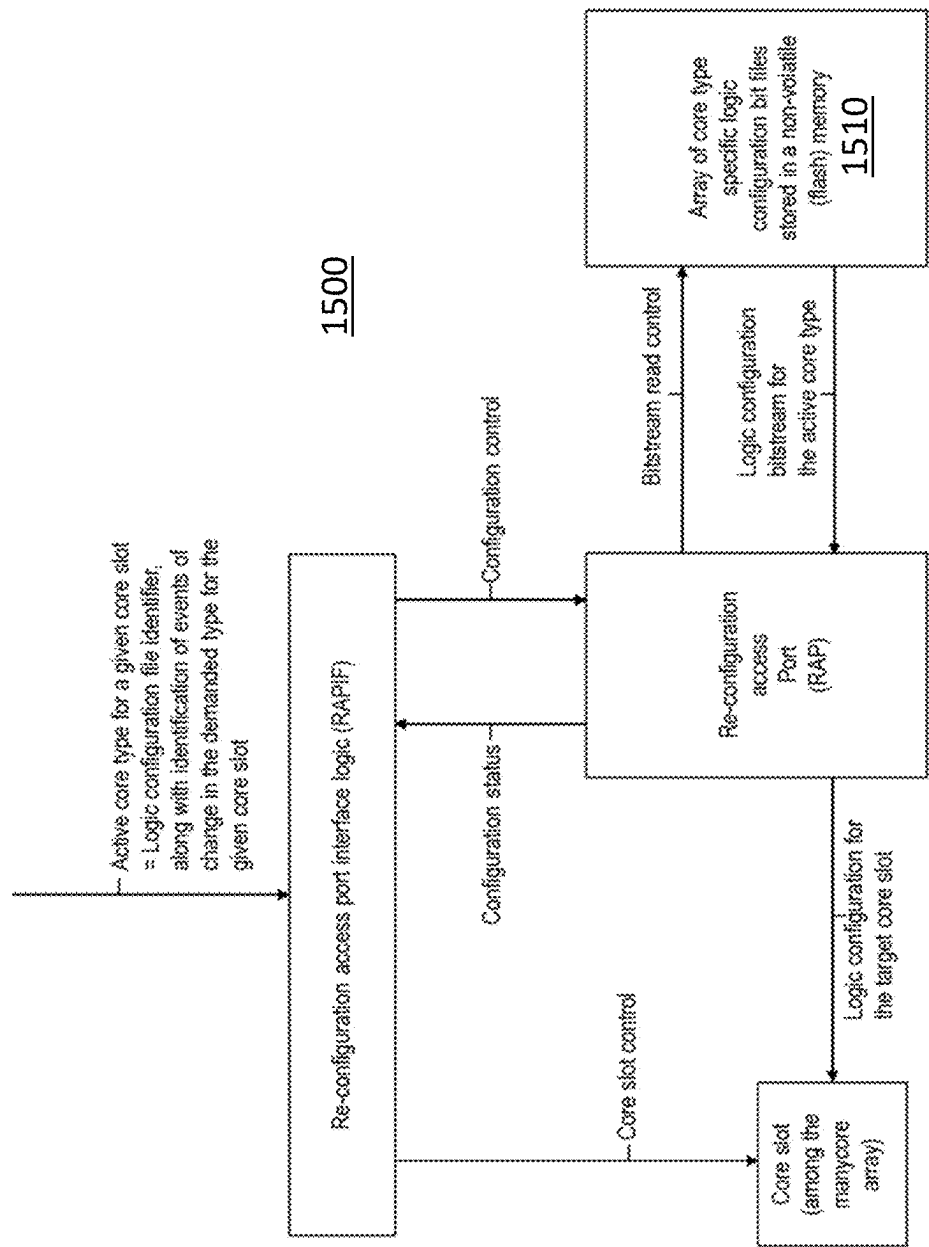 Active core type for a given core slot
= Logic configuration file identifier,
along with identification of events of
change in the demanded type for the
given core slot
1500
Re-configuration access port interface logic (RAPIF)
Core slot control
Configuration status
Configuration control
Core slot
(among the
manycore
array)
Logic configuration for
the target core slot
Re-configuration
access
Port
(RAP)
Bitstream read control
Logic configuration
bitstream for
the active core type
Array of core type
specific logic
configuration bit files
stored in a non-volatile
(flash) memory
1510